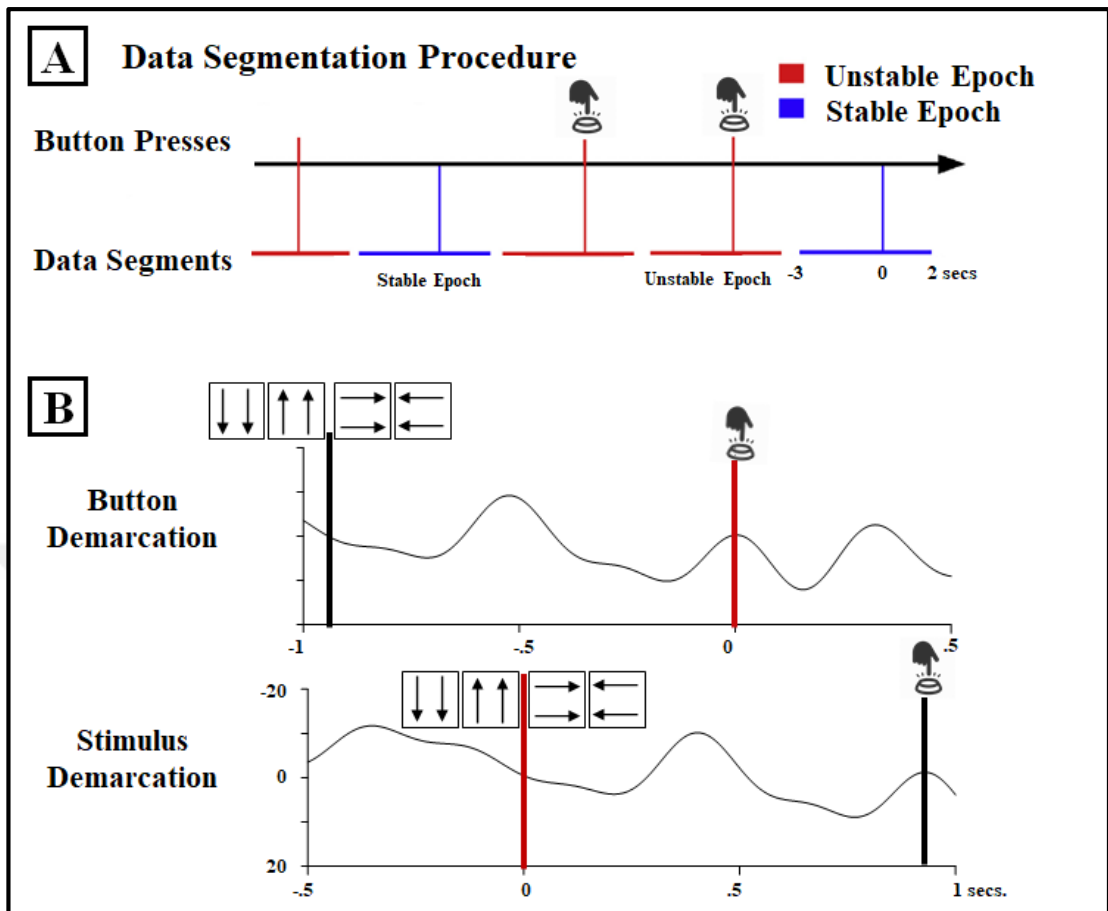 A Data Segmentation Procedure
Unstable Epoch
Stable Epoch
Button Presses
Data Segments
Stable Epoch
Unstable Epoch
-3 0 2 secs
B
Button
Demarcation
-1 -.5 0 .5
Stimulus
Demarcation
-20
0
20
-.5 0 .5 1 secs.